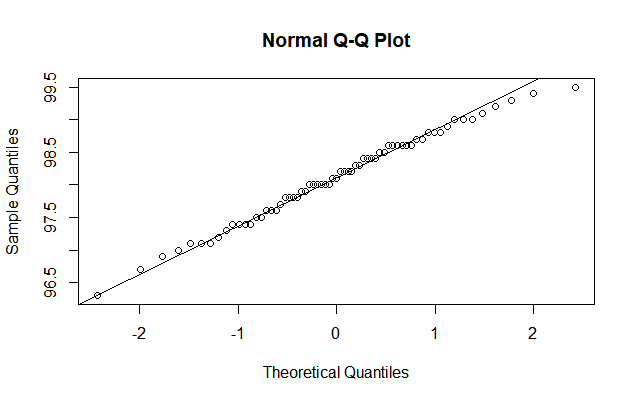 Normal Q-Q Plot
99.5
98.5
97.5
96.5
Sample Quantiles
-2 -1 0 1 2
Theoretical Quantiles